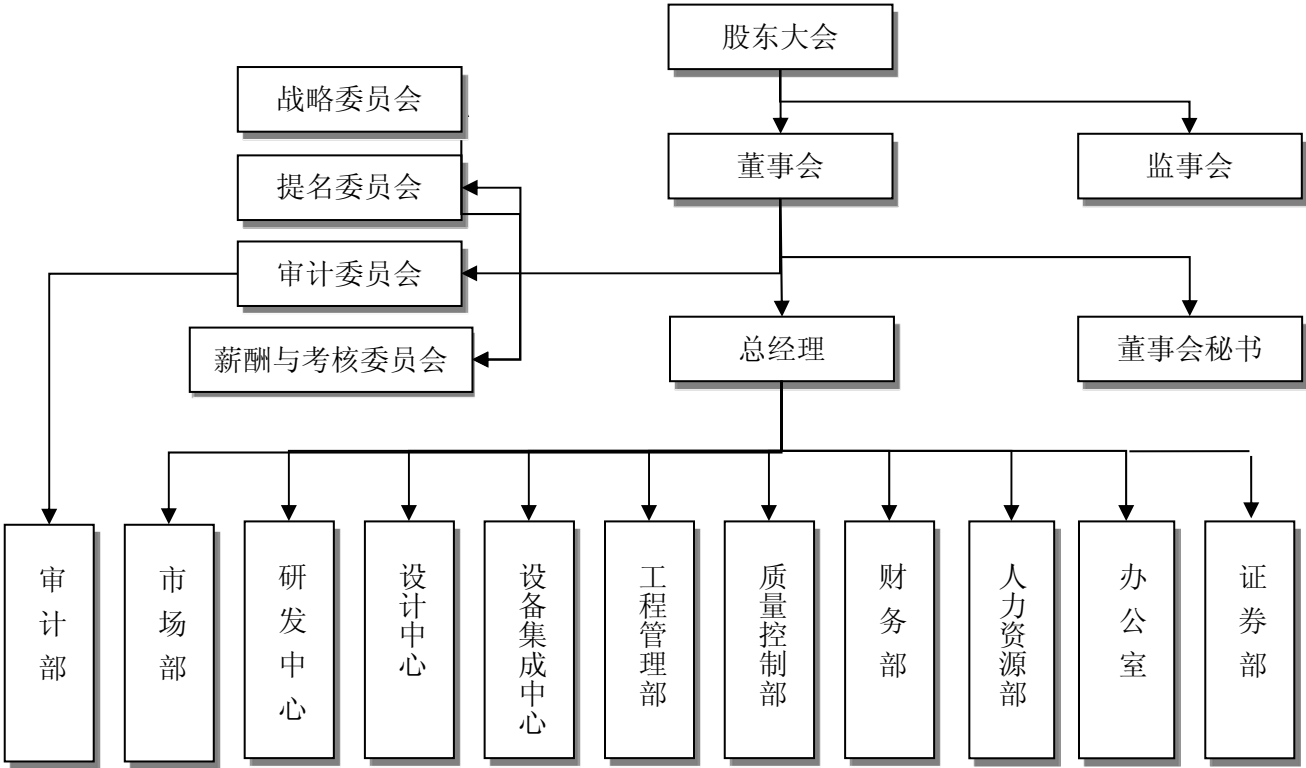 股东大会
战略委员会
董事会
监事会
提名委员会
审计委员会
总经理
董事会秘书
薪酬与考核委员会
审计部
市场部
研发中心
设计中心
设备集成中心
工程管理部
质量控制部
财务部
人力资源部
办公室
证券部